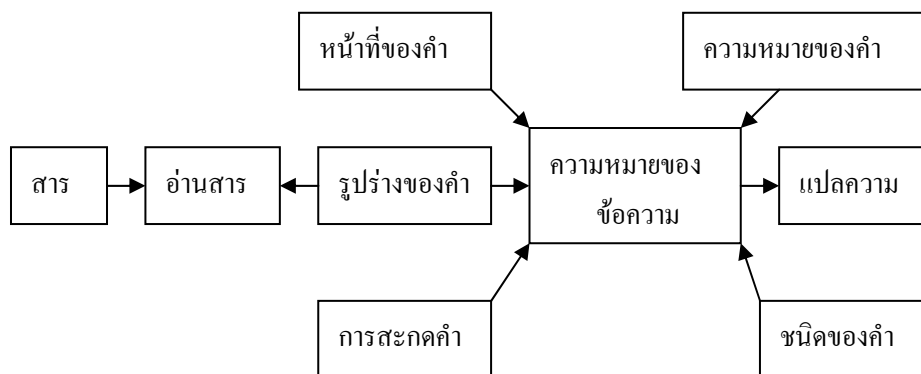 หน้าที่ของคำ
ความหมายของคำ
สาร
อ่านสาร
รูปร่างของคำ
ความหมายของ
ข้อความ
แปลความ
การสะกดคำ
ชนิดของคำ